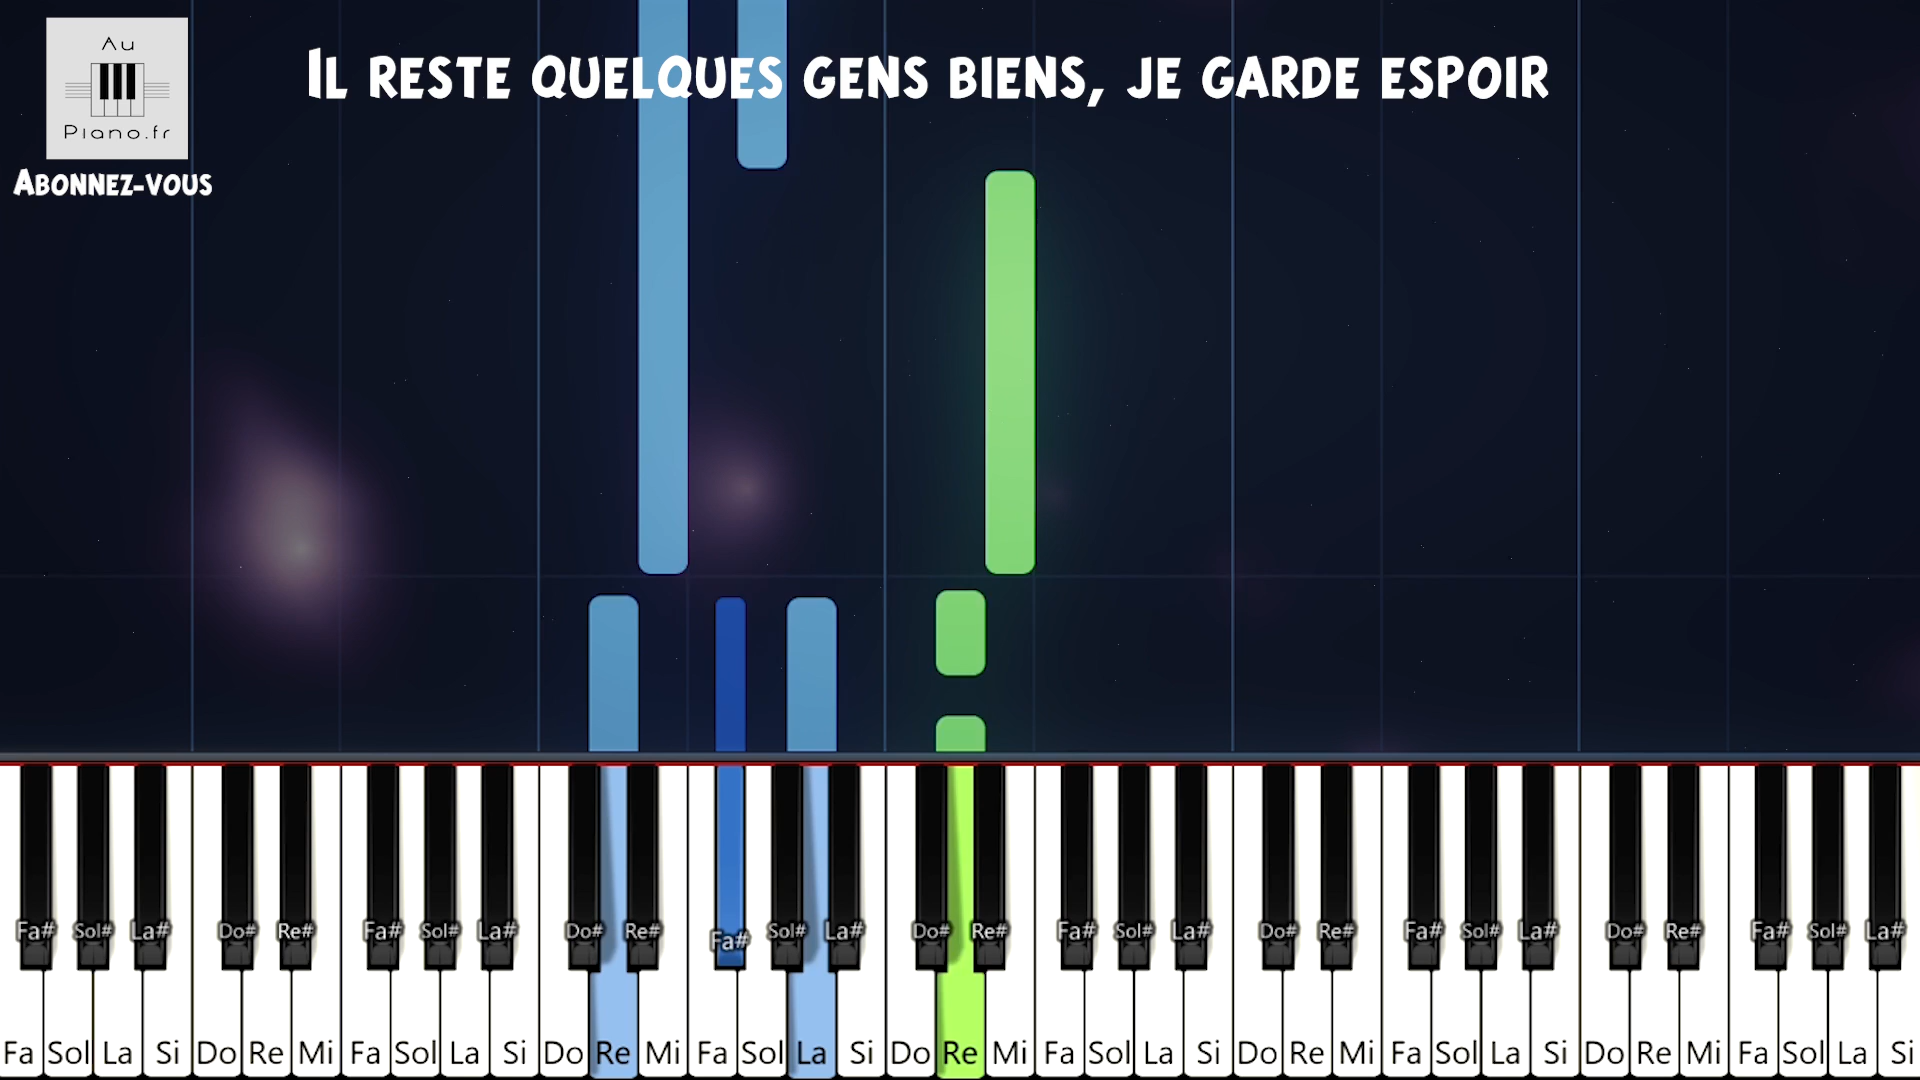 Au
Piano.fr
ABONNEZ-VOUS
IL RESTE QUELQUES GENS BIENS, JE GARDE ESPOIR
Fa# Sol# La# Do# Re# Fa# Sol# La# Do# Re# Fa# Sol# La# Do# Re# Fa# Sol# La# Do# Re# Fa# Sol# La# Do# Re# Fa# Sol# La#
Fa Sol La Si Do Re Mi Fa Sol La Si Do Re Mi Fa Sol La Si Do Re Mi Fa Sol La Si Do Re Mi Fa Sol La Si Do Re Mi Fa Sol La Si